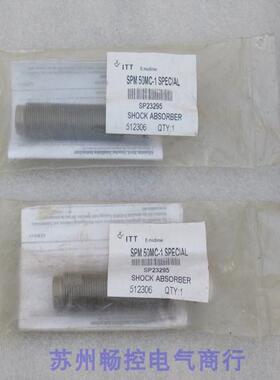 ITT Enidine
SPM 50MC-1 SPECIAL
SP23295
SHOCK ABSORBER
512306 QTY:1
ITT Enidine
SPM 50MC-1 SPECIAL
SP23295
SHOCK ABSORBER
512306 QTY:1
苏州畅控电气商行